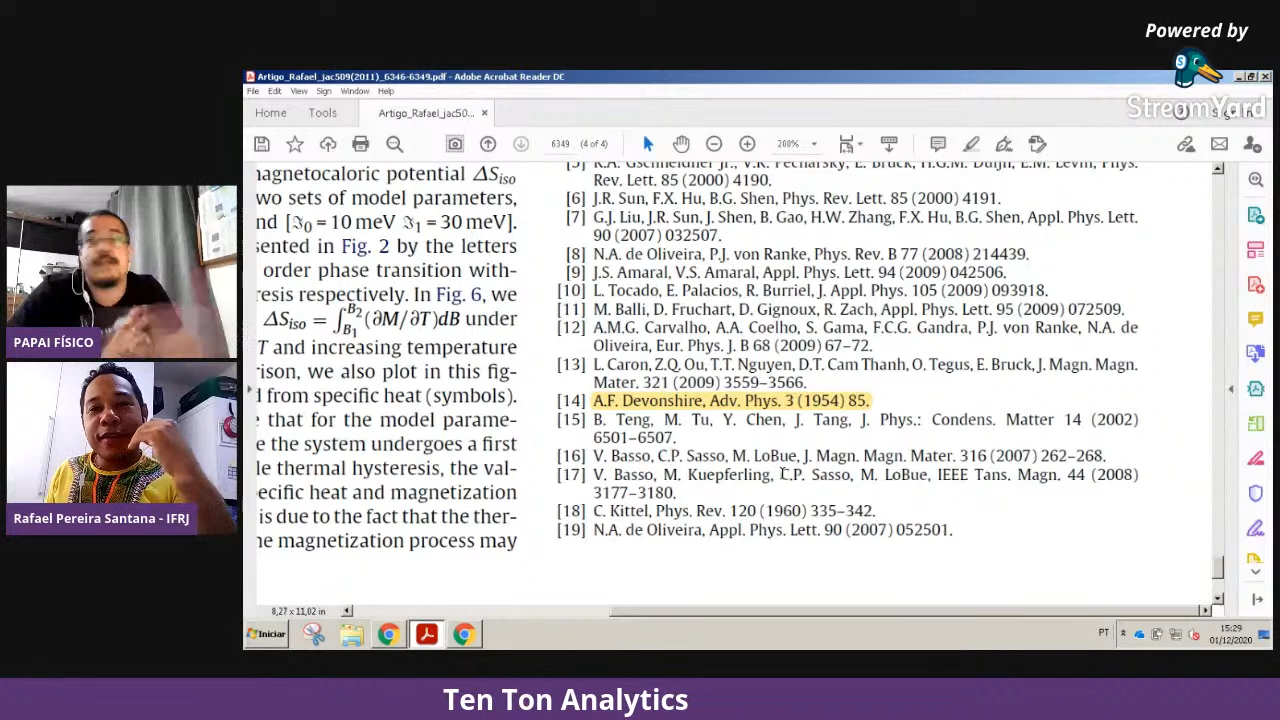 Powered by
StreamYard
Artigo_Rafael_jac509(2011)_6346-6349.pdf - Adobe Acrobat Reader DC
File Edit View Sign Window Help
Home Tools Artigo_Rafael_jac50... ×
6349 (4 of 4) 200%
agnetocaloric potential ΔSiso
wo sets of model parameters,
nd [ℑ0 = 10 meV ℑ1 = 30 meV].
sented in Fig. 2 by the letters
order phase transition with-
resis respectively. In Fig. 6, we
ΔSiso = ∫B1B2(∂M/∂T)dB under
T and increasing temperature
rison, we also plot in this fig-
d from specific heat (symbols).
e that for the model parame-
e the system undergoes a first
le thermal hysteresis, the val-
ecific heat and magnetization
is due to the fact that the ther-
he magnetization process may
[5] K.A. Gschneidner Jr., V.K. Pecharsky, E. Bruck, H.G.M. Duijn, E.M. Levin, Phys.
Rev. Lett. 85 (2000) 4190.
[6] J.R. Sun, F.X. Hu, B.G. Shen, Phys. Rev. Lett. 85 (2000) 4191.
[7] G.J. Liu, J.R. Sun, J. Shen, B. Gao, H.W. Zhang, F.X. Hu, B.G. Shen, Appl. Phys. Lett.
90 (2007) 032507.
[8] N.A. de Oliveira, P.J. von Ranke, Phys. Rev. B 77 (2008) 214439.
[9] J.S. Amaral, V.S. Amaral, Appl. Phys. Lett. 94 (2009) 042506.
[10] L. Tocado, E. Palacios, R. Burriel, J. Appl. Phys. 105 (2009) 093918.
[11] M. Balli, D. Fruchart, D. Gignoux, R. Zach, Appl. Phys. Lett. 95 (2009) 072509.
[12] A.M.G. Carvalho, A.A. Coelho, S. Gama, F.C.G. Gandra, P.J. von Ranke, N.A. de
Oliveira, Eur. Phys. J. B 68 (2009) 67–72.
[13] L. Caron, Z.Q. Ou, T.T. Nguyen, D.T. Cam Thanh, O. Tegus, E. Bruck, J. Magn. Magn.
Mater. 321 (2009) 3559–3566.
[14] A.F. Devonshire, Adv. Phys. 3 (1954) 85.
[15] B. Teng, M. Tu, Y. Chen, J. Tang, J. Phys.: Condens. Matter 14 (2002)
6501–6507.
[16] V. Basso, C.P. Sasso, M. LoBue, J. Magn. Magn. Mater. 316 (2007) 262–268.
[17] V. Basso, M. Kuepferling, C.P. Sasso, M. LoBue, IEEE Tans. Magn. 44 (2008)
3177–3180.
[18] C. Kittel, Phys. Rev. 120 (1960) 335–342.
[19] N.A. de Oliveira, Appl. Phys. Lett. 90 (2007) 052501.
8,27 x 11,02 in
Iniciar
PT
15:29
01/12/2020
PAPAI FÍSICO
Rafael Pereira Santana - IFRJ
Ten Ton Analytics